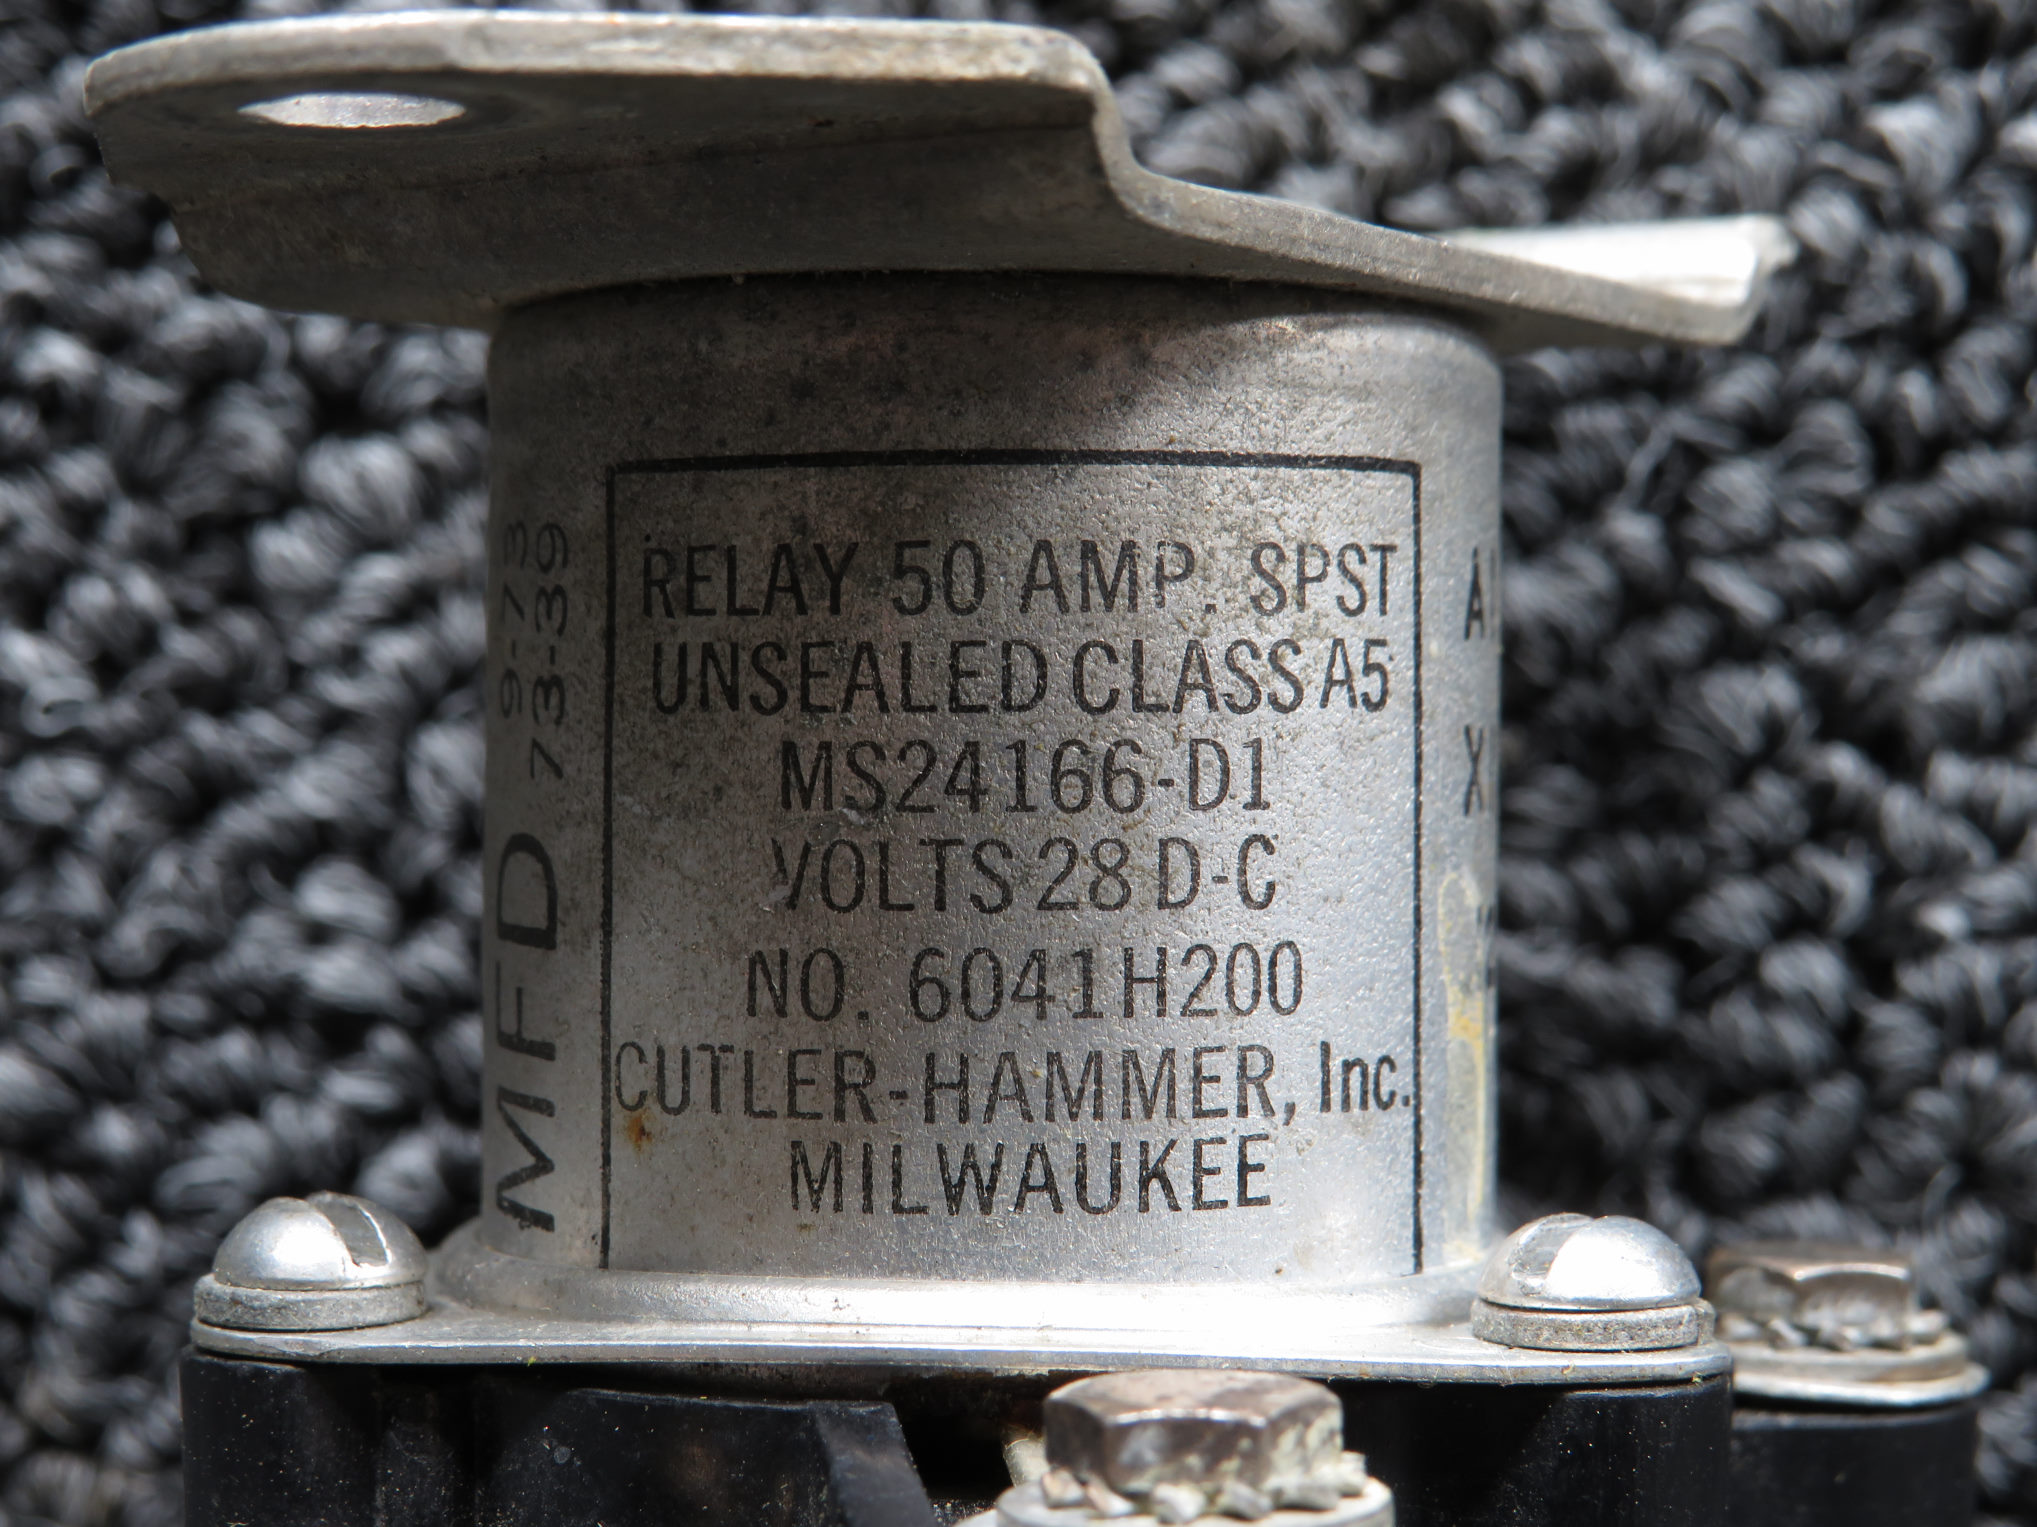 RELAY 50 AMP. SPST
UNSEALED CLASS A5
MS24166-D1
VOLTS 28 D-C
NO. 6041H200
CUTLER-HAMMER, Inc.
MILWAUKEE
MFD
9-73
73-39